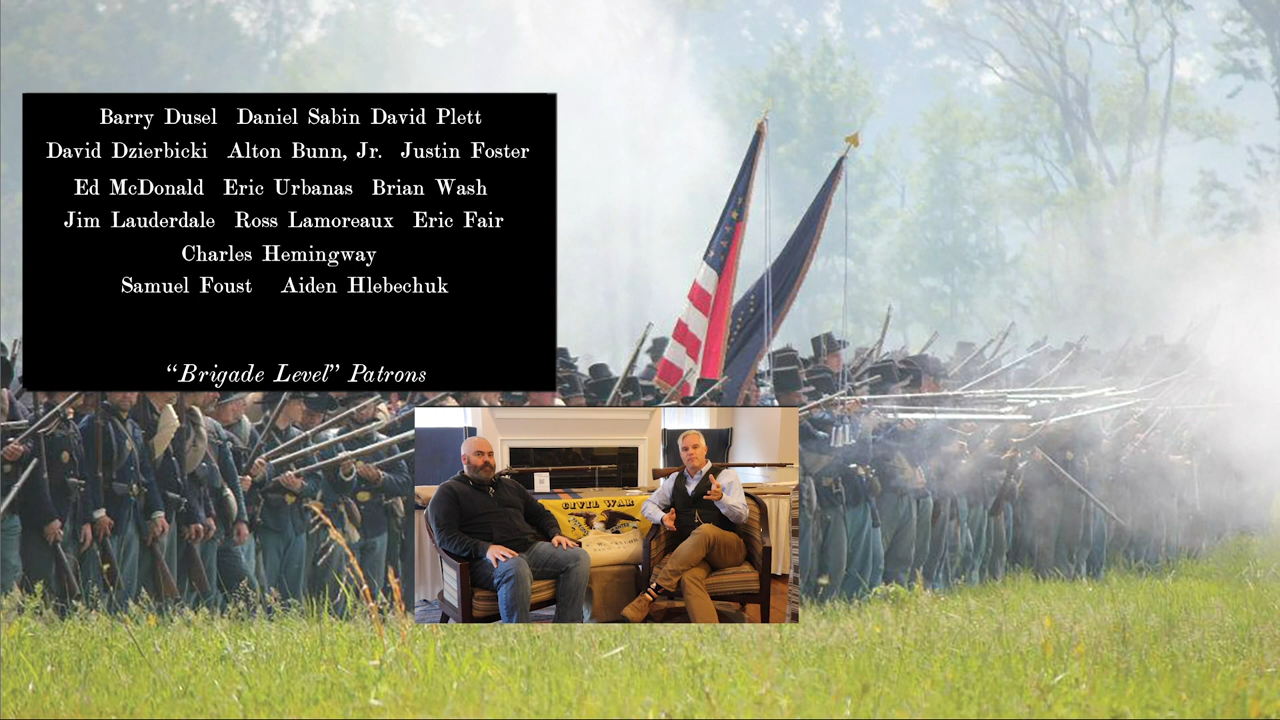 Barry Dusel Daniel Sabin David Plett
David Dzierbicki Alton Bunn, Jr. Justin Foster
Ed McDonald Eric Urbanas Brian Wash
Jim Lauderdale Ross Lamoreaux Eric Fair
Charles Hemingway
Samuel Foust Aiden Hlebechuk
“Brigade Level” Patrons
CIVIL WAR